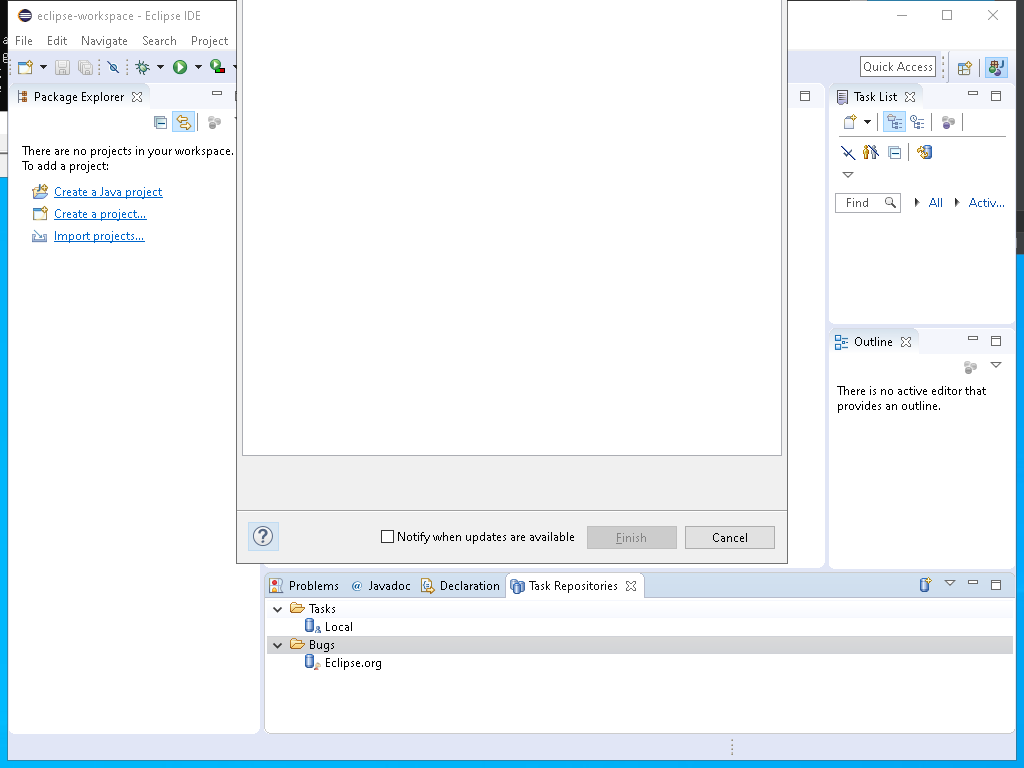 eclipse-workspace - Eclipse IDE
File Edit Navigate Search Project
Quick Access
Package Explorer
Task List
There are no projects in your workspace.
To add a project:
Create a Java project
Create a project...
Import projects...
Find
All
Activ...
Outline
There is no active editor that
provides an outline.
Notify when updates are available
Finish
Cancel
Problems
@ Javadoc
Declaration
Task Repositories
Tasks
Local
Bugs
Eclipse.org